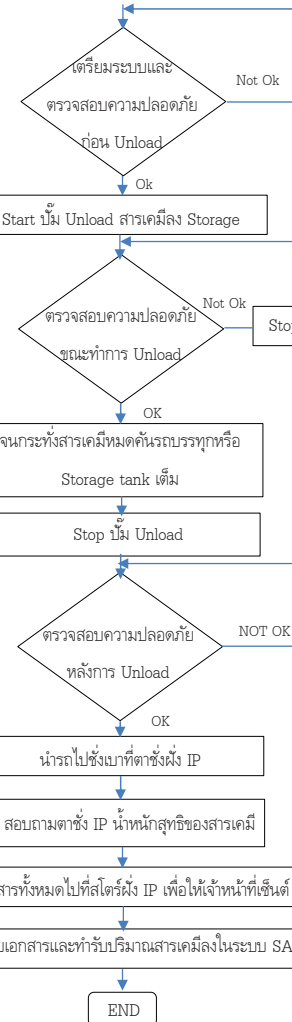 เตรียมระบบและ
ตรวจสอบความปลอดภัย
ก่อน Unload
Not Ok
Ok
Start ปั๊ม Unload สารเคมีลง Storage
ตรวจสอบความปลอดภัย
ขณะทำการ Unload
Not Ok
Stop
OK
จนกระทั่งสารเคมีหมดคันรถบรรทุกหรือ
Storage tank เต็ม
Stop ปั๊ม Unload
ตรวจสอบความปลอดภัย
หลังการ Unload
NOT OK
OK
นำรถไปชั่งเบาที่ตาชั่งฝั่ง IP
สอบถามตาชั่ง IP น้ำหนักสุทธิของสารเคมี
สารทั้งหมดไปที่สโตร์ฝั่ง IP เพื่อให้เจ้าหน้าที่เซ็นต์
เอกสารและทำรับปริมาณสารเคมีลงในระบบ SA
END